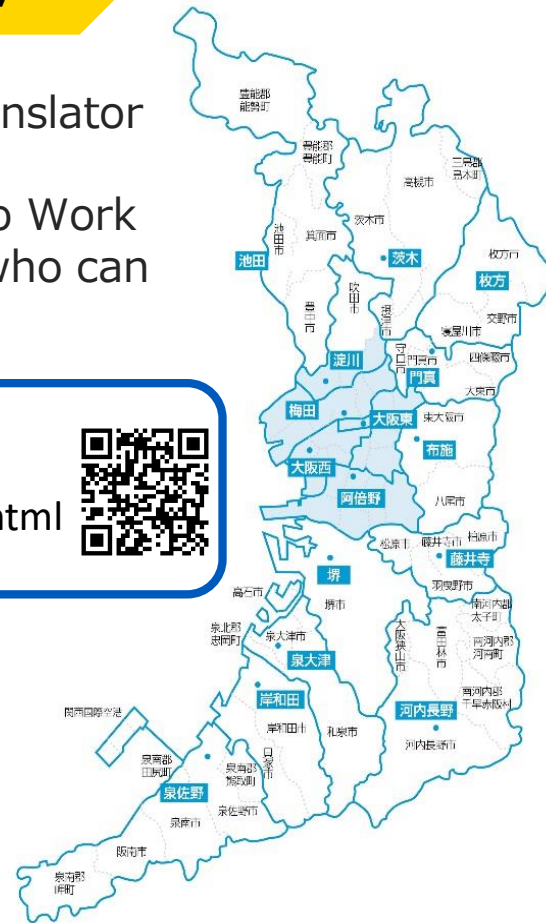 nslator
o Work
who can
html
豊能郡
能勢町
豊能郡
豊能町
三島郡
島本町
高槻市
茨木市
池田市
箕面市
池田
茨木
枚方市
枚方
吹田市
摂津市
交野市
豊中市
寝屋川市
守口市
門真市
四條畷市
淀川
門真
大東市
梅田
大阪東
東大阪市
布施
大阪西
阿倍野
八尾市
松原市
藤井寺市
柏原市
藤井寺
堺
羽曳野市
高石市
堺市
南河内郡
太子町
泉北郡
忠岡町
泉大津市
大阪狭山市
富田林市
南河内郡
河南町
泉大津
岸和田
南河内郡
千早赤阪村
河内長野
関西国際空港
岸和田市
和泉市
貝塚市
河内長野市
泉南郡
田尻町
泉南郡
熊取町
泉佐野
泉佐野市
泉南市
阪南市
泉南郡
岬町